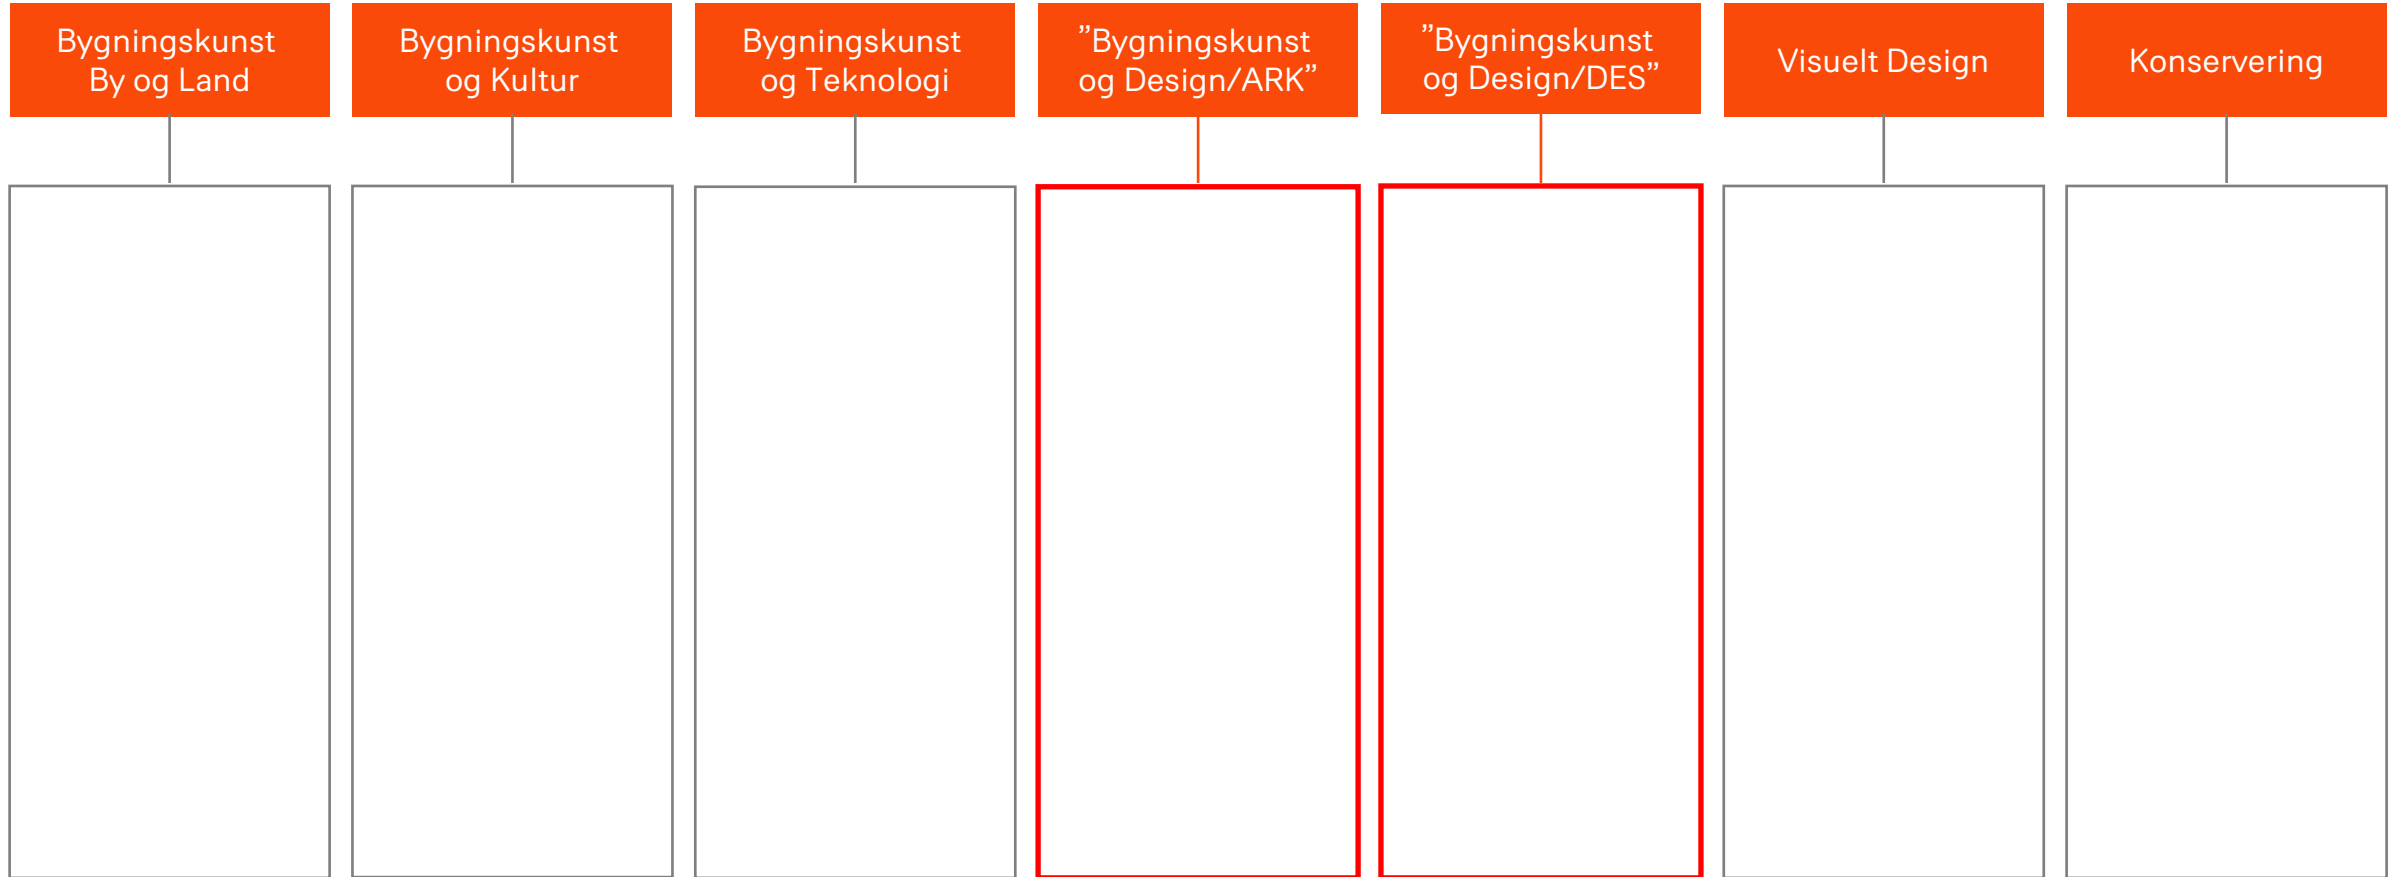 Bygningskunst
By og Land
Bygningskunst
og Kultur
Bygningskunst
og Teknologi
”Bygningskunst
og Design/ARK”
”Bygningskunst
og Design/DES”
Visuelt Design
Konservering